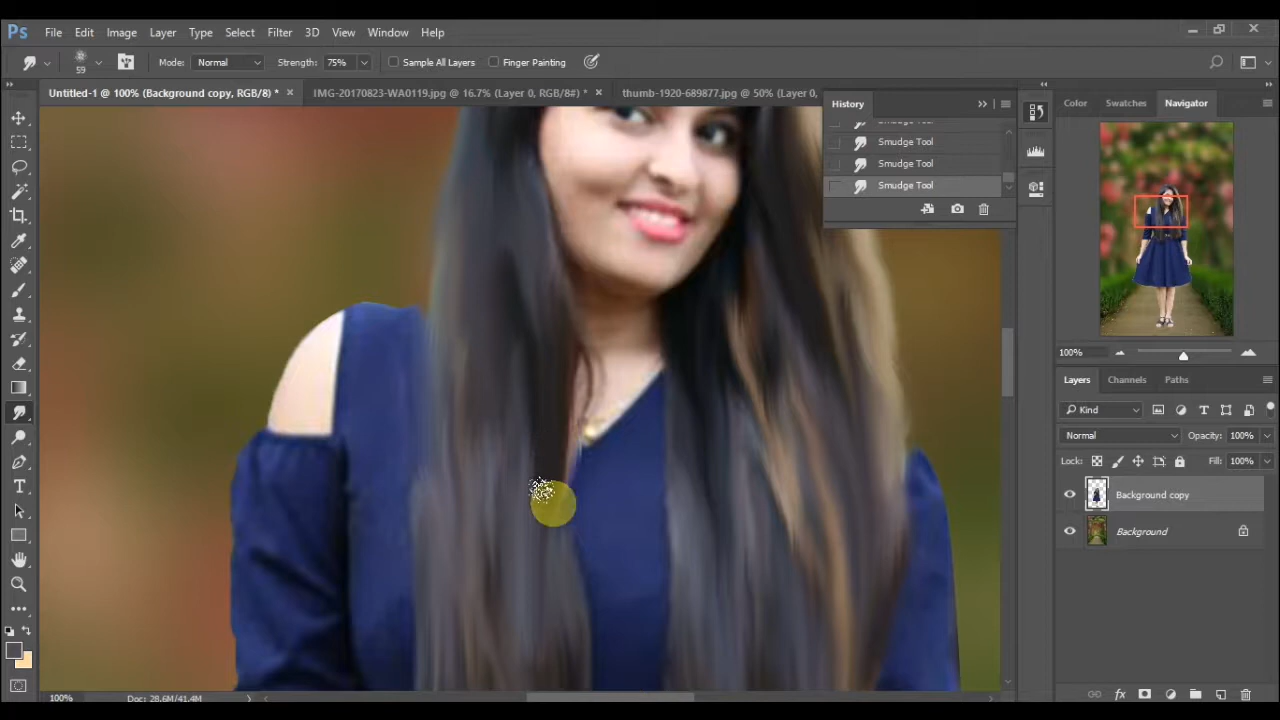 Ps File Edit Image Layer Type Select Filter 3D View Window Help
59 Mode: Normal Strength: 75% Sample All Layers Finger Painting
Untitled-1 @ 100% (Background copy, RGB/8) * × IMG-20170823-WA0119.jpg @ 16.7% (Layer 0, RGB/8#) * × thumb-1920-689877.jpg @ 50% (Layer 0,
History
Smudge Tool
Smudge Tool
Smudge Tool
Smudge Tool
Color Swatches Navigator
100%
Layers Channels Paths
Kind
Normal Opacity: 100%
Lock: Fill: 100%
Background copy
Background
100% Doc: 28.6M/41.4M